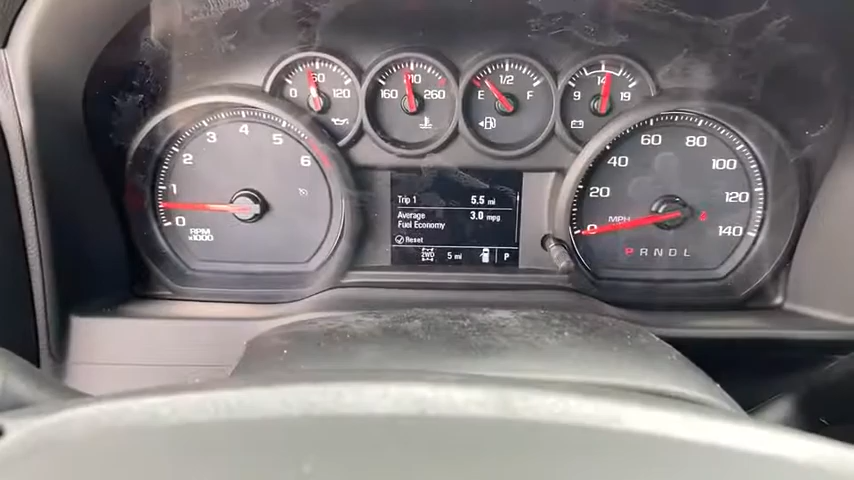 60
0 120
210
160 260
1/2
E F
14
9 19
0 1 2 3 4 5 6
RPM
x1000
Trip 1 5.5 mi
Average
Fuel Economy 3.0 mpg
Reset
2WD 5 mi P
0 20 40 60 80 100 120 140
MPH
P R N D L